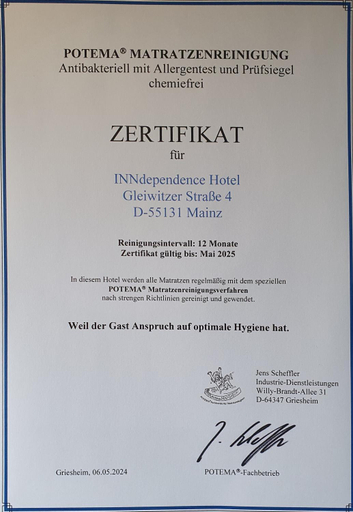 POTEMA® MATRATZENREINIGUNG
Antibakteriell mit Allergentest und Prüfsiegel
chemiefrei
ZERTIFIKAT
für
INNdependence Hotel
Gleiwitzer Straße 4
D-55131 Mainz
Reinigungsintervall: 12 Monate
Zertifikat gültig bis: Mai 2025
In diesem Hotel werden alle Matratzen regelmäßig mit dem speziellen
POTEMA® Matratzenreinigungsverfahren
nach strengen Richtlinien gereinigt und gewendet.
Weil der Gast Anspruch auf optimale Hygiene hat.
Jens Scheffler
Industrie-Dienstleistungen
Willy-Brandt-Allee 31
D-64347 Griesheim
Griesheim, 06.05.2024
POTEMA®-Fachbetrieb